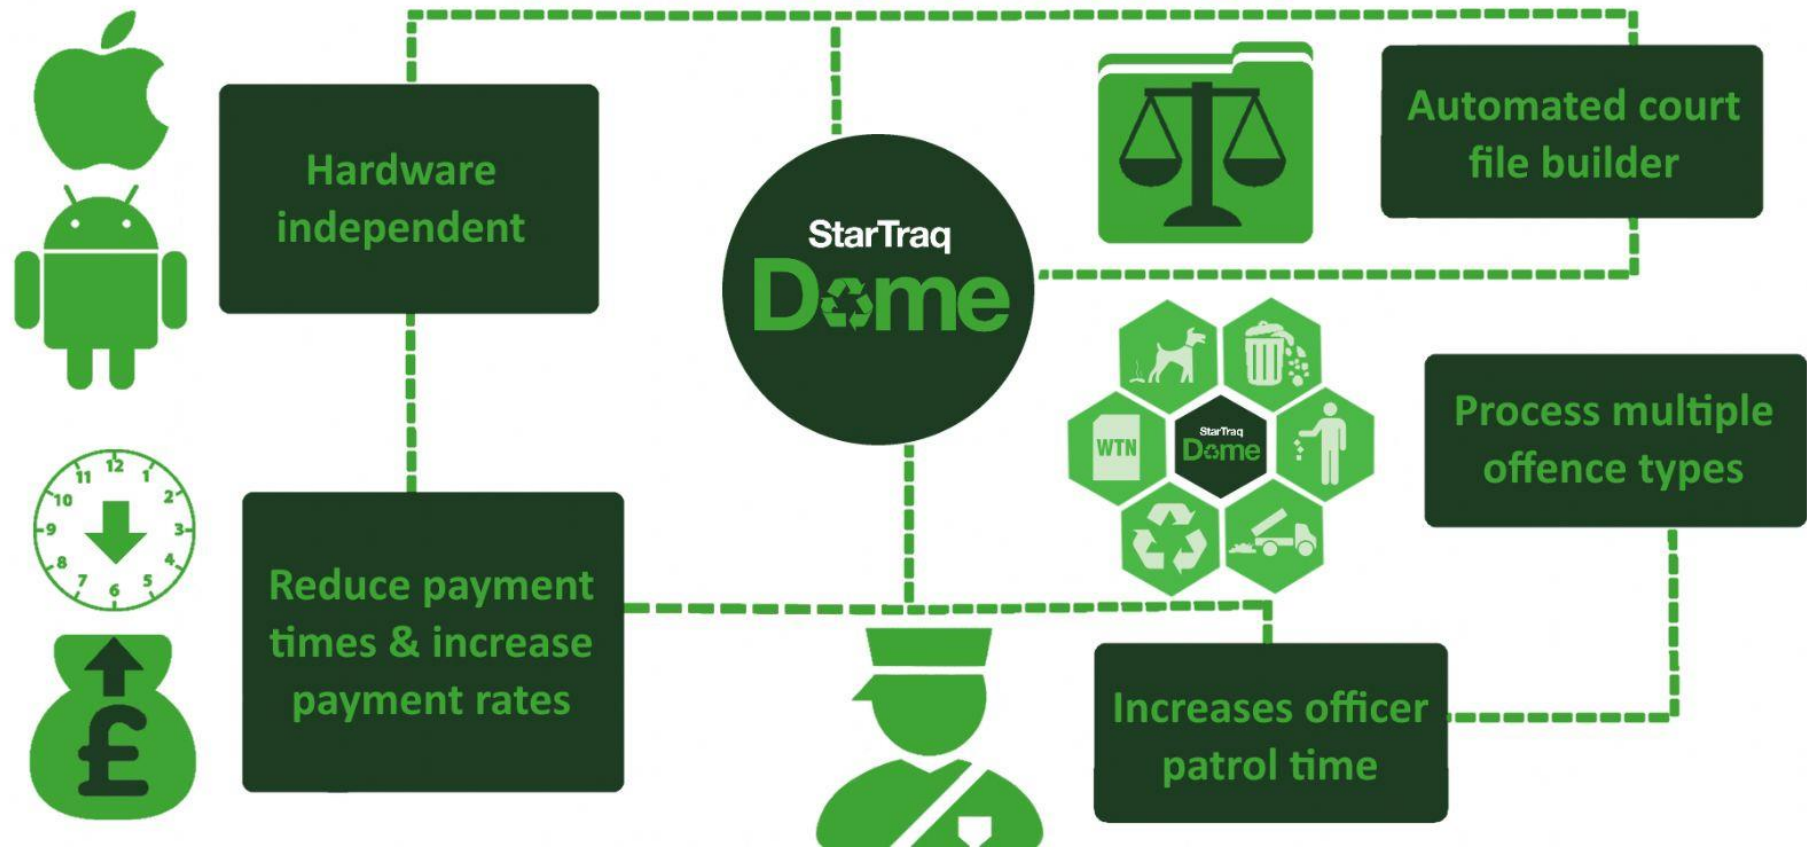 Hardware
independent
StarTraq
Dome
Automated court
file builder
WTN
StarTraq
Dome
Process multiple
offence types
12
1
2
3
4
5
6
7
8
9
10
11
£
Reduce payment
times & increase
payment rates
Increases officer
patrol time